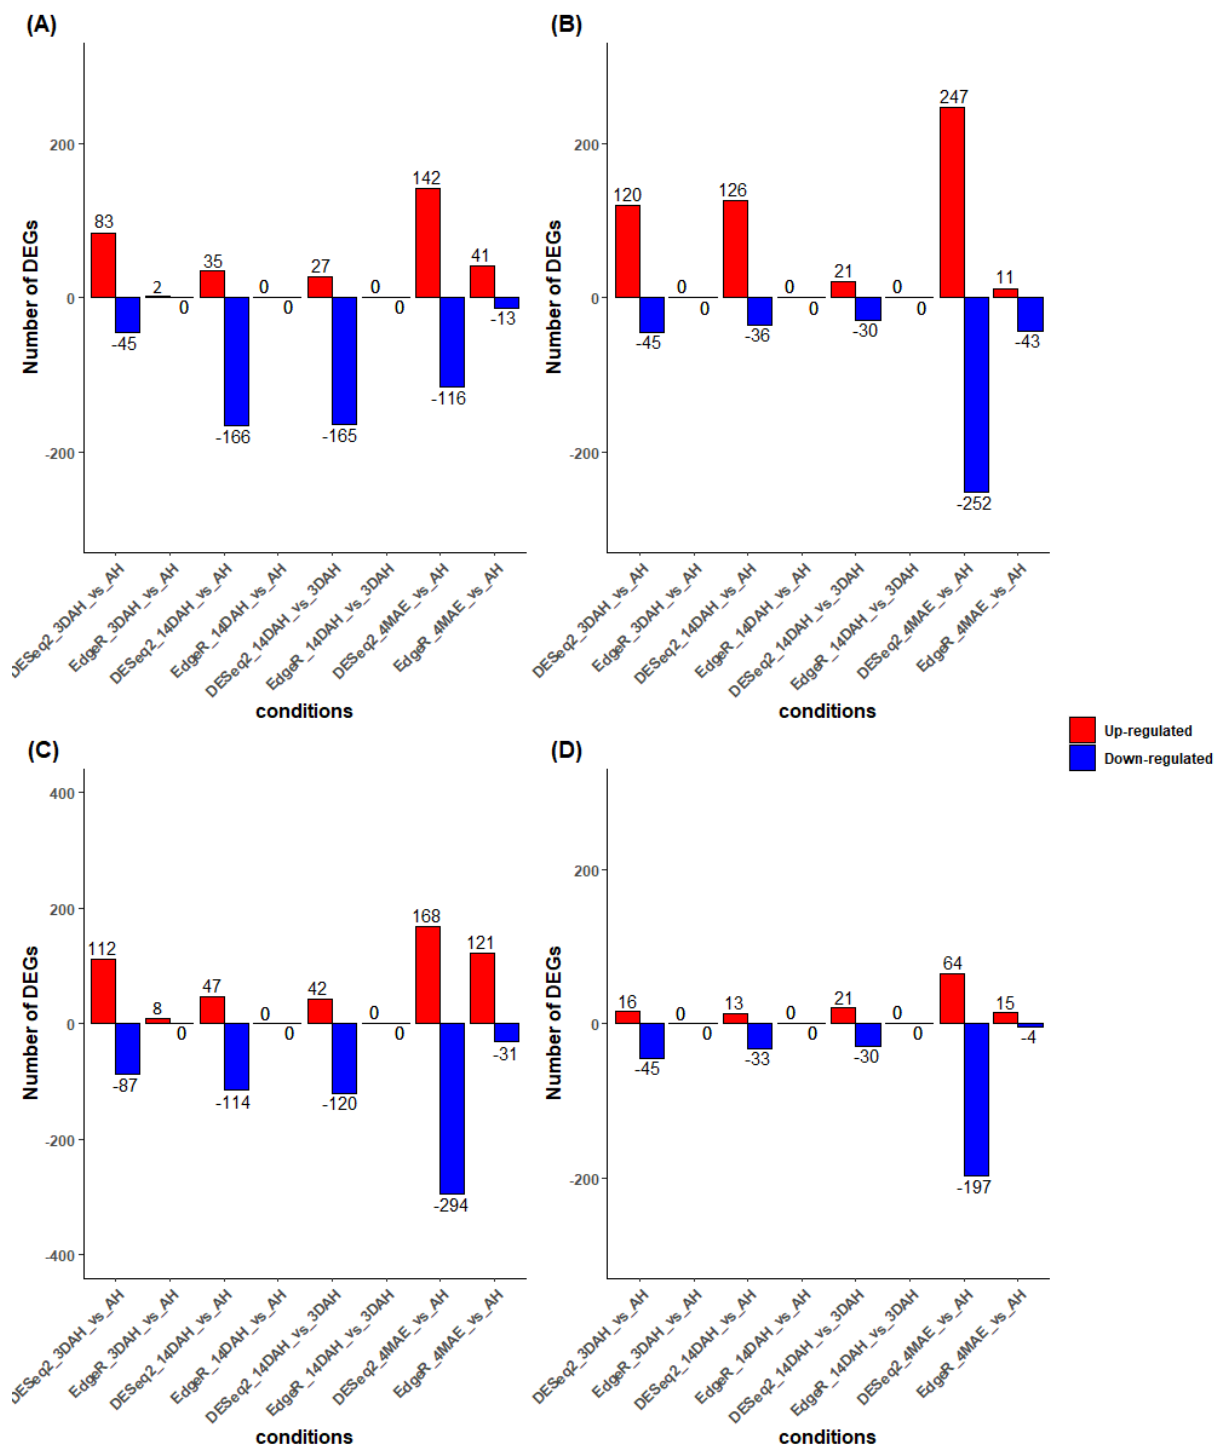 (A)
Number of DEGs
200
0
-200
83
-45
2
0
35
-166
0
0
27
-165
0
0
142
-116
41
-13
DESeq2_3DAH_vs_AH
EdgeR_3DAH_vs_AH
DESeq2_14DAH_vs_AH
EdgeR_14DAH_vs_AH
DESeq2_14DAH_vs_3DAH
EdgeR_14DAH_vs_3DAH
DESeq2_4MAE_vs_AH
EdgeR_4MAE_vs_AH
conditions
(B)
Number of DEGs
200
0
-200
120
-45
0
0
126
-36
0
0
21
-30
0
0
247
-252
11
-43
DESeq2_3DAH_vs_AH
EdgeR_3DAH_vs_AH
DESeq2_14DAH_vs_AH
EdgeR_14DAH_vs_AH
DESeq2_14DAH_vs_3DAH
EdgeR_14DAH_vs_3DAH
DESeq2_4MAE_vs_AH
EdgeR_4MAE_vs_AH
conditions
Up-regulated
Down-regulated
(C)
Number of DEGs
400
200
0
-200
-400
112
-87
8
0
47
-114
0
0
42
-120
0
0
168
-294
121
-31
DESeq2_3DAH_vs_AH
EdgeR_3DAH_vs_AH
DESeq2_14DAH_vs_AH
EdgeR_14DAH_vs_AH
DESeq2_14DAH_vs_3DAH
EdgeR_14DAH_vs_3DAH
DESeq2_4MAE_vs_AH
EdgeR_4MAE_vs_AH
conditions
(D)
Number of DEGs
200
0
-200
16
-45
0
0
13
-33
0
0
21
-30
0
0
64
-197
15
-4
DESeq2_3DAH_vs_AH
EdgeR_3DAH_vs_AH
DESeq2_14DAH_vs_AH
EdgeR_14DAH_vs_AH
DESeq2_14DAH_vs_3DAH
EdgeR_14DAH_vs_3DAH
DESeq2_4MAE_vs_AH
EdgeR_4MAE_vs_AH
conditions